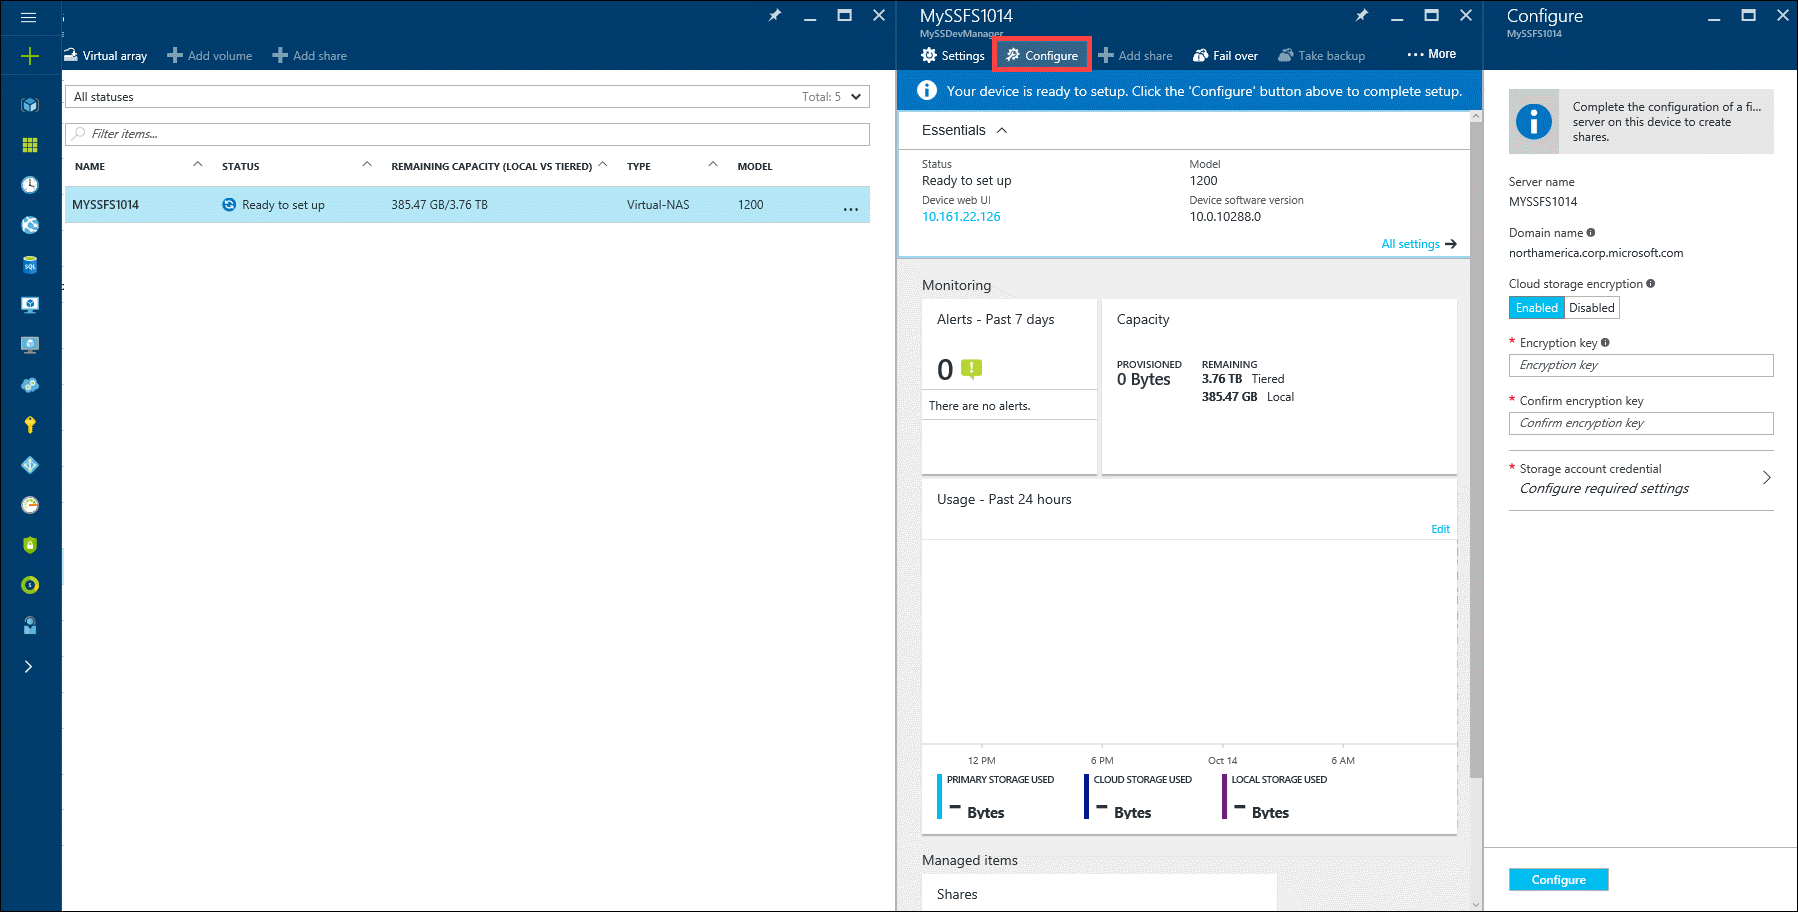 Virtual array
Add volume
Add share
All statuses
Total: 5
Filter items...
NAME
STATUS
REMAINING CAPACITY (LOCAL VS TIERED)
TYPE
MODEL
MYSSFS1014
Ready to set up
385.47 GB/3.76 TB
Virtual-NAS
1200
...
SQL
MySSFS1014
MySSDevManager
Settings
Configure
Add share
Fail over
Take backup
... More
Your device is ready to setup. Click the 'Configure' button above to complete setup.
Essentials
Status
Ready to set up
Device web UI
10.161.22.126
Model
1200
Device software version
10.0.10288.0
All settings
Monitoring
Alerts - Past 7 days
0
There are no alerts.
Capacity
PROVISIONED
0 Bytes
REMAINING
3.76 TB Tiered
385.47 GB Local
Usage - Past 24 hours
Edit
12 PM
6 PM
Oct 14
6 AM
PRIMARY STORAGE USED
-- Bytes
CLOUD STORAGE USED
-- Bytes
LOCAL STORAGE USED
-- Bytes
Managed items
Shares
Configure
MySSFS1014
Complete the configuration of a fi...
server on this device to create
shares.
Server name
MYSSFS1014
Domain name
northamerica.corp.microsoft.com
Cloud storage encryption
Enabled Disabled
* Encryption key
Encryption key
* Confirm encryption key
Confirm encryption key
* Storage account credential
Configure required settings
Configure